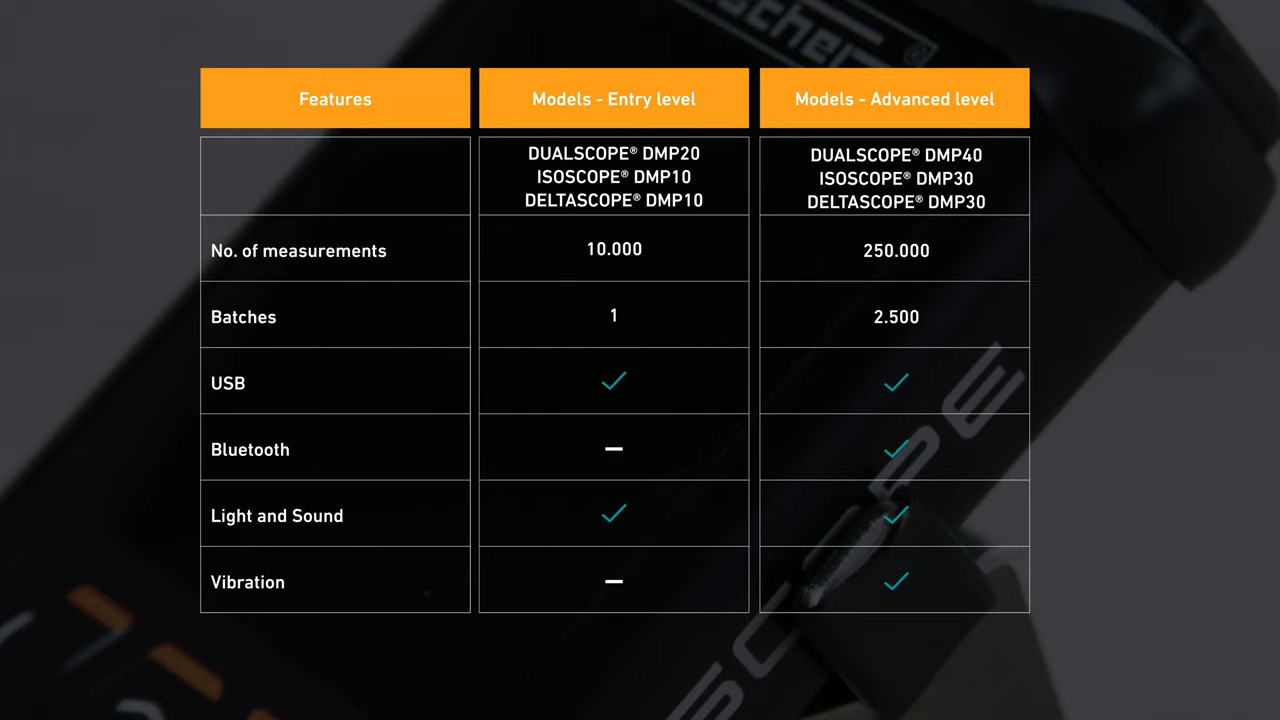 Features
Models - Entry level
Models - Advanced level
DUALSCOPE® DMP20
ISOSCOPE® DMP10
DELTASCOPE® DMP10
DUALSCOPE® DMP40
ISOSCOPE® DMP30
DELTASCOPE® DMP30
No. of measurements
10.000
250.000
Batches
1
2.500
USB
Bluetooth
Light and Sound
Vibration
SCOPE